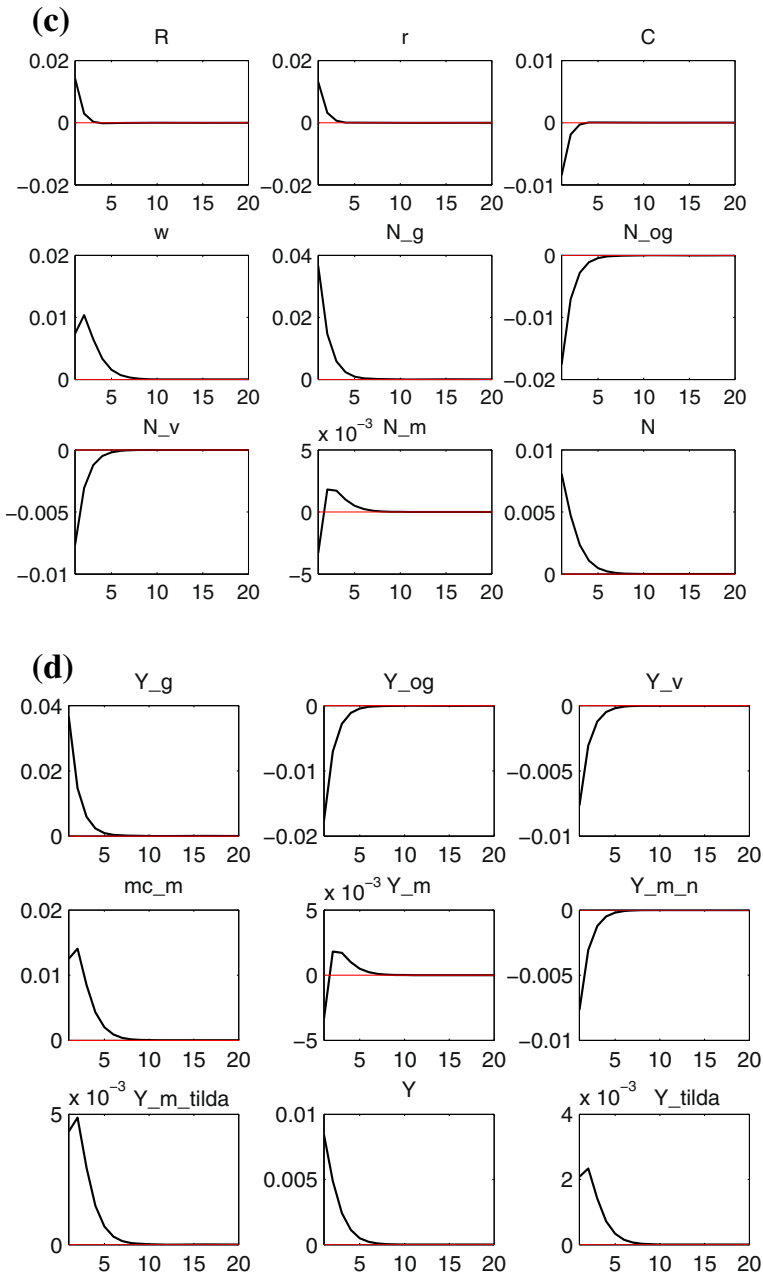 (c)
R r C
0.02 0.02 0.01
0 0 0
−0.02 −0.02 −0.01
5 10 15 20 5 10 15 20 5 10 15 20
w N_g N_og
0.02 0.04 0
0.01 0.02 −0.01
0 0 −0.02
5 10 15 20 5 10 15 20 5 10 15 20
N_v x 10⁻³ N_m N
0 5 0.01
−0.005 0 0.005
−0.01 −5 0
5 10 15 20 5 10 15 20 5 10 15 20
(d)
Y_g Y_og Y_v
0.04 0 0
0.02 −0.01 −0.005
0 −0.02 −0.01
5 10 15 20 5 10 15 20 5 10 15 20
mc_m x 10⁻³ Y_m Y_m_n
0.02 5 0
0.01 0 −0.005
0 −5 −0.01
5 10 15 20 5 10 15 20 5 10 15 20
x 10⁻³ Y_m_tilda Y x 10⁻³ Y_tilda
5 0.01 4
0.005 2
0 0 0
5 10 15 20 5 10 15 20 5 10 15 20